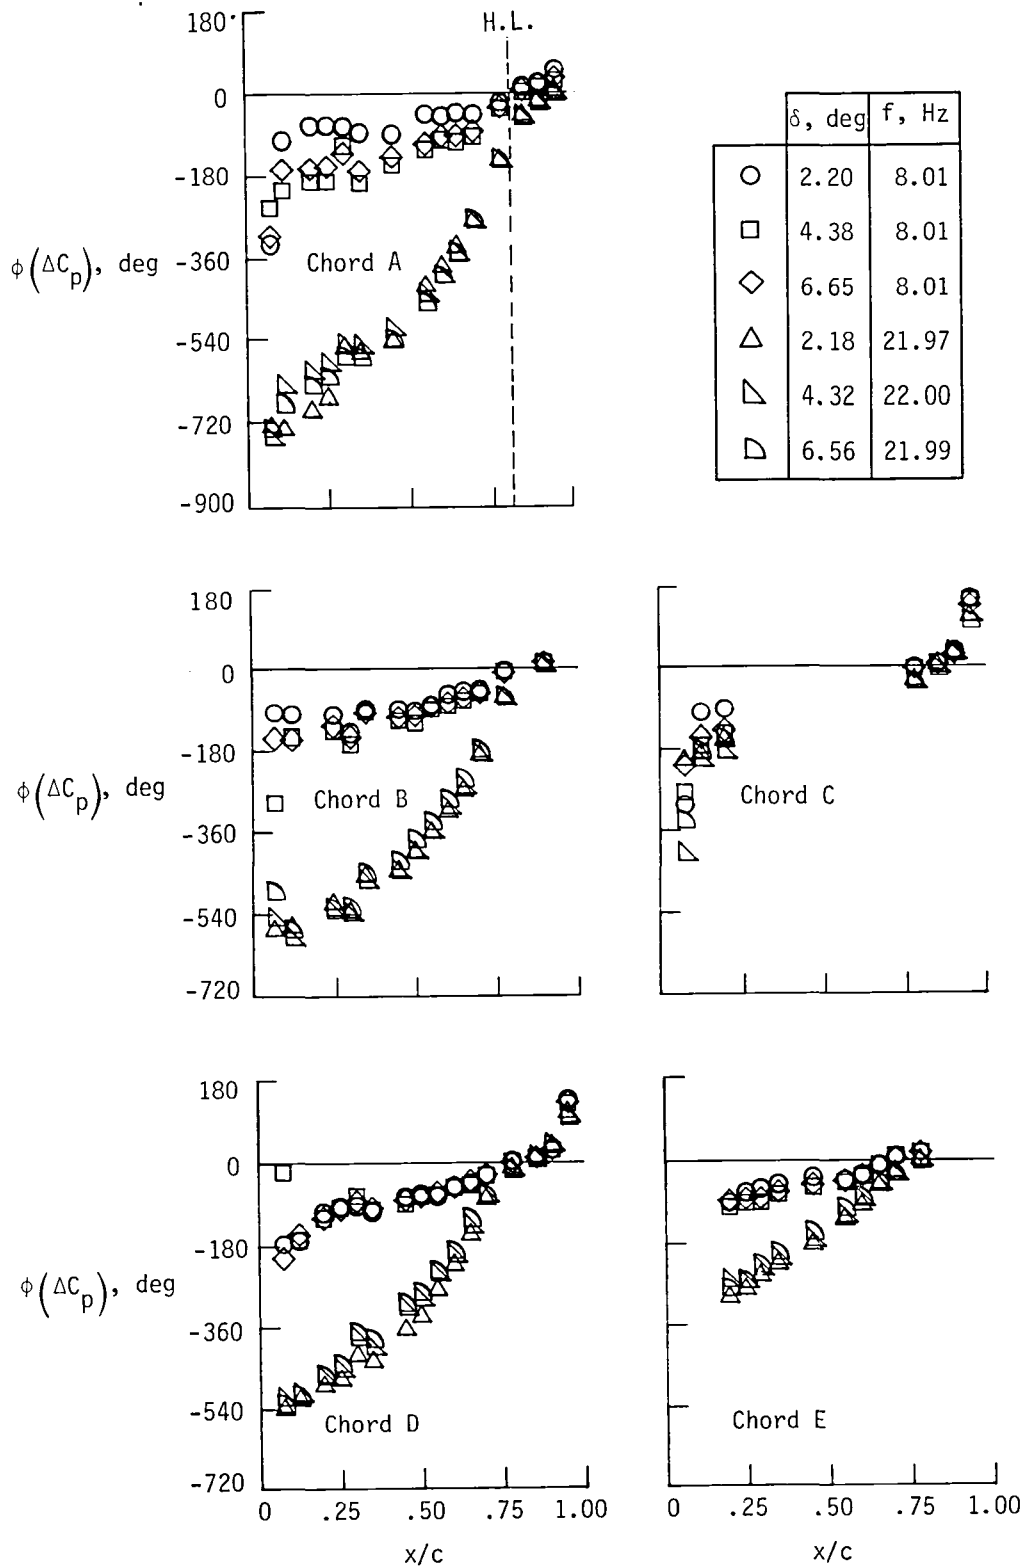 180
H.L.
0
-180
-360
-540
-720
-900
ϕ(ΔCp), deg
Chord A
δ, deg f, Hz
2.20 8.01
4.38 8.01
6.65 8.01
2.18 21.97
4.32 22.00
6.56 21.99
180
0
-180
-360
-540
-720
ϕ(ΔCp), deg
Chord B
Chord C
180
0
-180
-360
-540
-720
ϕ(ΔCp), deg
Chord D
Chord E
0 .25 .50 .75 1.00
x/c
0 .25 .50 .75 1.00
x/c